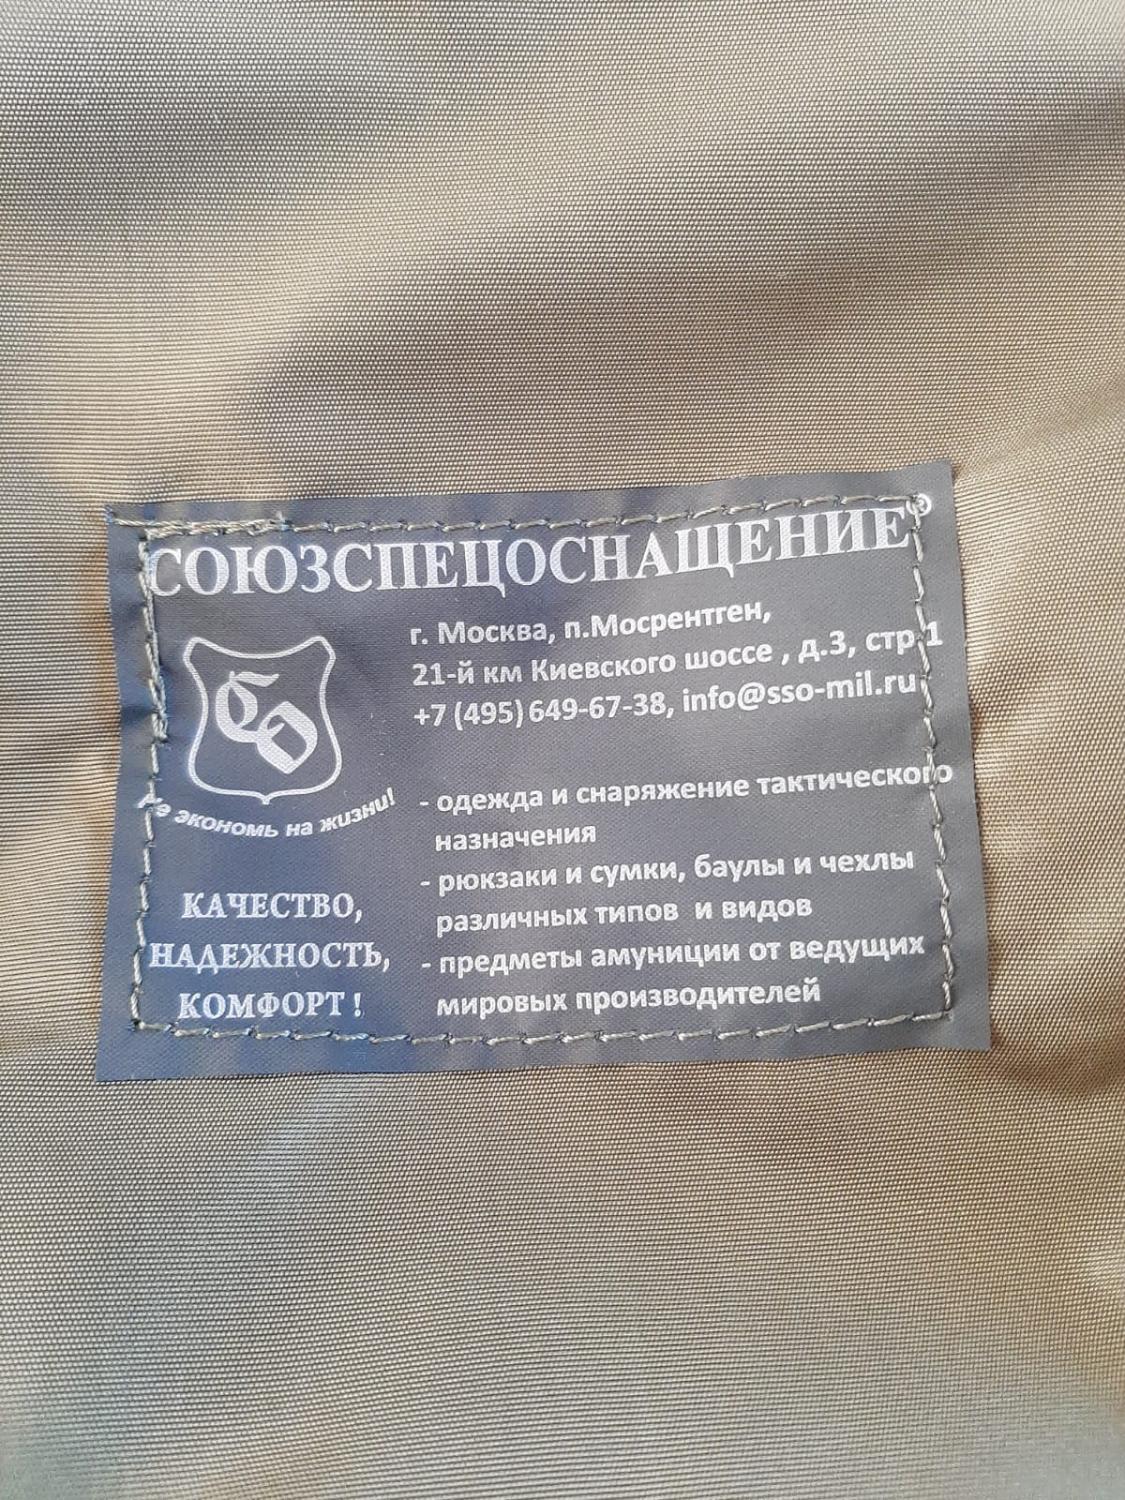 СОЮЗСПЕЦОСНАЩЕНИЕ®
г. Москва, п.Мосрентген,
21-й км Киевского шоссе , д.3, стр.1
+7 (495) 649-67-38, info@sso-mil.ru
Не экономь на жизни!
КАЧЕСТВО,
НАДЕЖНОСТЬ,
КОМФОРТ !
- одежда и снаряжение тактического
назначения
- рюкзаки и сумки, баулы и чехлы
различных типов и видов
- предметы амуниции от ведущих
мировых производителей